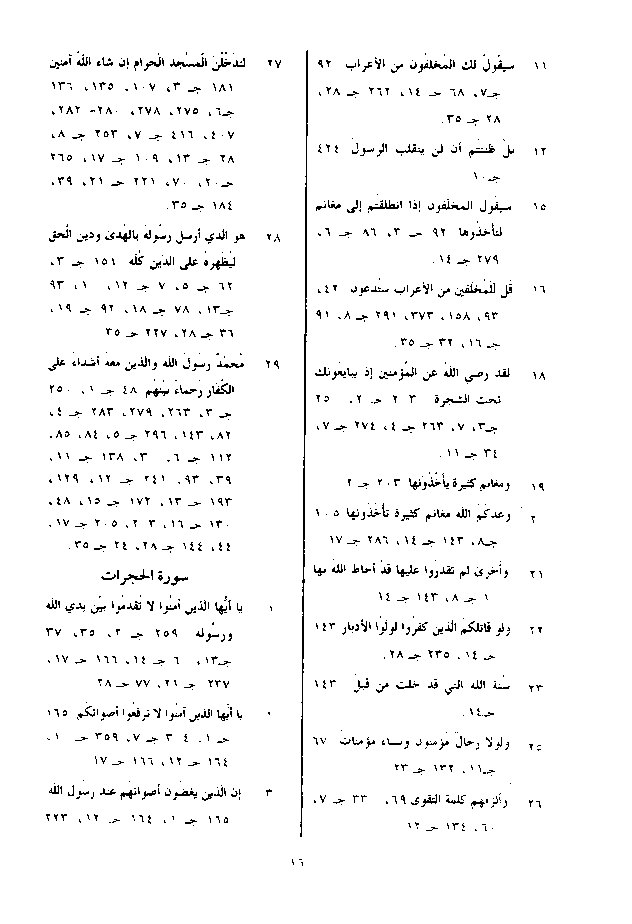 ١١ سيقول لك المخلفون من الأعراب ٩٢
جـ٧، ٦٨ جـ ١٤، ٢٦٢ جـ ٢٨،
٢٨ جـ ٣٥.
١٢ بل ظننتم أن لن ينقلب الرسول ٤٢٤
جـ١٠
١٥ سيقول المخلفون إذا انطلقتم إلى مغانم
لتأخذوها ٩٢ جـ ٣، ٨٦ جـ ٦،
٢٧٩ جـ ١٤.
١٦ قل للمخلفين من الأعراب ستدعون ٤٢،
٩٣، ١٥٨، ٣٧٣، ٢٩١ جـ ٨، ٩١
جـ ١٦، ٣٢ جـ ٣٥.
١٨ لقد رضي الله عن المؤمنين إذ يبايعونك
تحت الشجرة ٣ ٢ جـ ٢، ٢٥
جـ٣، ٧، ٢٦٣ جـ ٤، ٢٧٤ جـ ٧،
٣٤ جـ ١١.
١٩ ومغانم كثيرة يأخذونها ٢٠٣ جـ ٢
٢ وعدكم الله مغانم كثيرة تأخذونها ١٠٥
جـ٨، ١٤٣ جـ ١٤، ٢٨٦ جـ ١٧
٢١ وأخرى لم تقدروا عليها قد أحاط الله بها
١ جـ ٨، ١٤٣ جـ ١٤
٢٢ ولو قاتلكم الذين كفروا لولوا الأدبار ١٤٣
جـ ١٤، ٢٣٥ جـ ٢٨.
٢٣ سنة الله التي قد خلت من قبل ١٤٣
جـ١٤.
٢٥ ولولا رجال مؤمنون ونساء مؤمنات ٦٧
جـ١٦، ١٣٢ جـ ٢٣
٢٦ وألزمهم كلمة التقوى ٦٩، ٣٣ جـ ٧،
٦٠، ١٣٤ جـ ١٢
٢٧ لتدخلن المسجد الحرام إن شاء الله آمنين
١٨١ جـ ٣، ١٠٧، ١٣٥، ١٣٦
جـ٦، ٢٧٥، ٢٧٨، ٢٨٠- ٢٨٢،
٤٠٧، ٤١٦ جـ ٧، ٢٥٣ جـ ٨،
٢٨ جـ ١٣، ١٠٩ جـ ١٧، ٢٦٥
جـ٢٠، ٧٠، ٢٢١ جـ ٢١، ٣٩،
١٨٤ جـ ٣٥.
٢٨ هو الذي أرسل رسوله بالهدى ودين الحق
ليظهره على الدين كله ١٥١ جـ ٣،
٦٢ جـ ٥، ٧ جـ ١٢، ١، ٩٣
جـ١٣، ٧٨ جـ ١٨، ٩٢ جـ ١٩،
٣٦ جـ ٢٨، ٢٢٧ جـ ٣٥
٢٩ محمد رسول الله والذين معه أشداء على
الكفار رحماء بينهم ٤٨ جـ ١، ٢٥٠
جـ ٣، ٢٦٣، ٢٧٩، ٢٨٣ جـ ٤،
٨٢، ١٤٣، ٢٩٦ جـ ٥، ٨٤، ٨٥،
١١٢ جـ ٦. ٣، ١٣٨ جـ ١١،
٣٩، ٩٣، ٢٤١ جـ ١٢، ١٢٩،
١٩٣ جـ ١٣، ١٧٢ جـ ١٥، ٤٨،
١٣٠ جـ ١٦، ٣ ٢، ٢٠٥ جـ ١٧،
٤٤، ١٤٤ جـ ٢٨، ٢٤ جـ ٣٥.
سورة الحجرات
١ يا أيها الذين آمنوا لا تقدموا بين يدي الله
ورسوله ٢٥٩ جـ ٢، ٣٥، ٣٧
جـ١٣، ٦ جـ ١٤، ١٦٦ جـ ١٧،
٢٣٧ جـ ٢١، ٧٧ جـ ٢٨
يا أيها الذين آمنوا لا ترفعوا أصواتكم ١٦٥
جـ ١، ٤ ٣ جـ ٧، ٣٥٩ جـ ١٠،
١٦٤ جـ ١٢، ١٦٦ جـ ١٧
٣ إن الذين يغضون أصواتهم عند رسول الله
١٦٥ جـ ١، ١٦٤ جـ ١٢، ٢٢٣
١٦